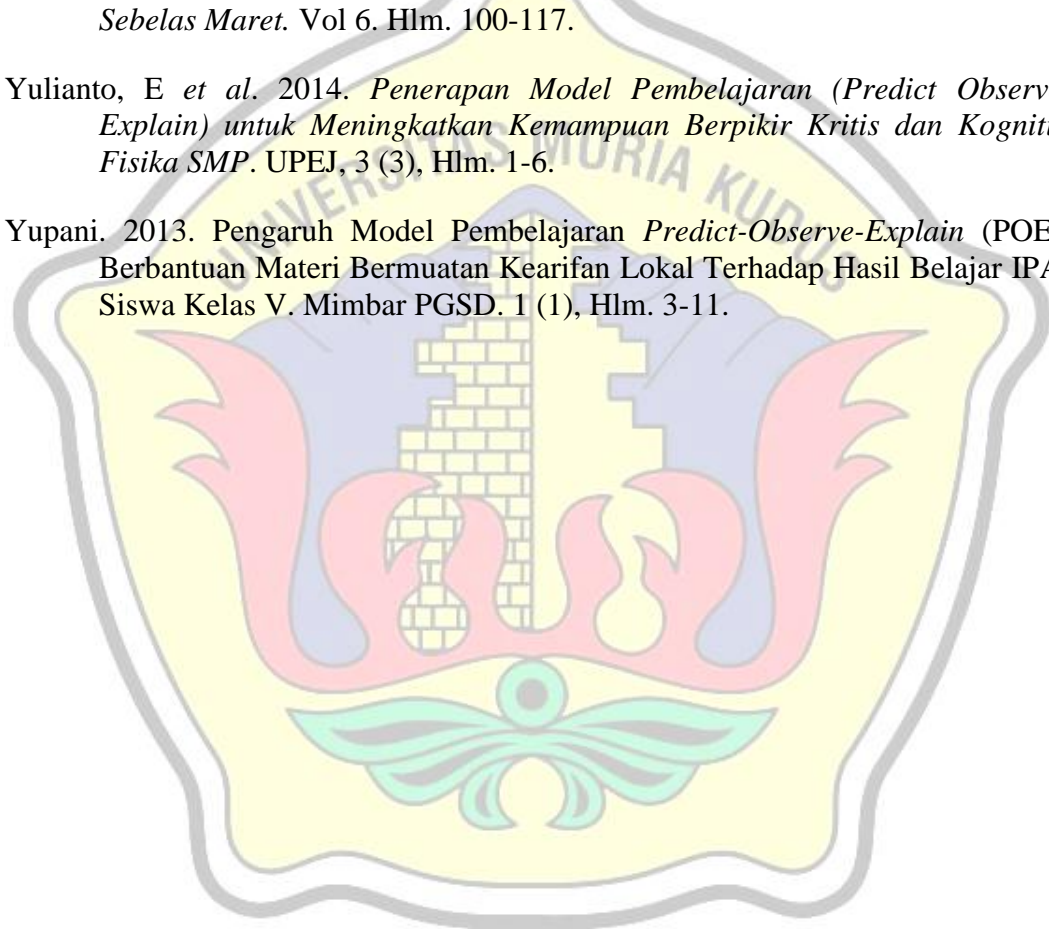 Sebelas Maret. Vol 6. Hlm. 100-117.
Yulianto, E et al. 2014. Penerapan Model Pembelajaran (Predict Observ
Explain) untuk Meningkatkan Kemampuan Berpikir Kritis dan Kogniti
Fisika SMP. UPEJ, 3 (3), Hlm. 1-6.
UNIVERSITAS MURIA KUDUS
Yupani. 2013. Pengaruh Model Pembelajaran Predict-Observe-Explain (POE
Berbantuan Materi Bermuatan Kearifan Lokal Terhadap Hasil Belajar IPA
Siswa Kelas V. Mimbar PGSD. 1 (1), Hlm. 3-11.